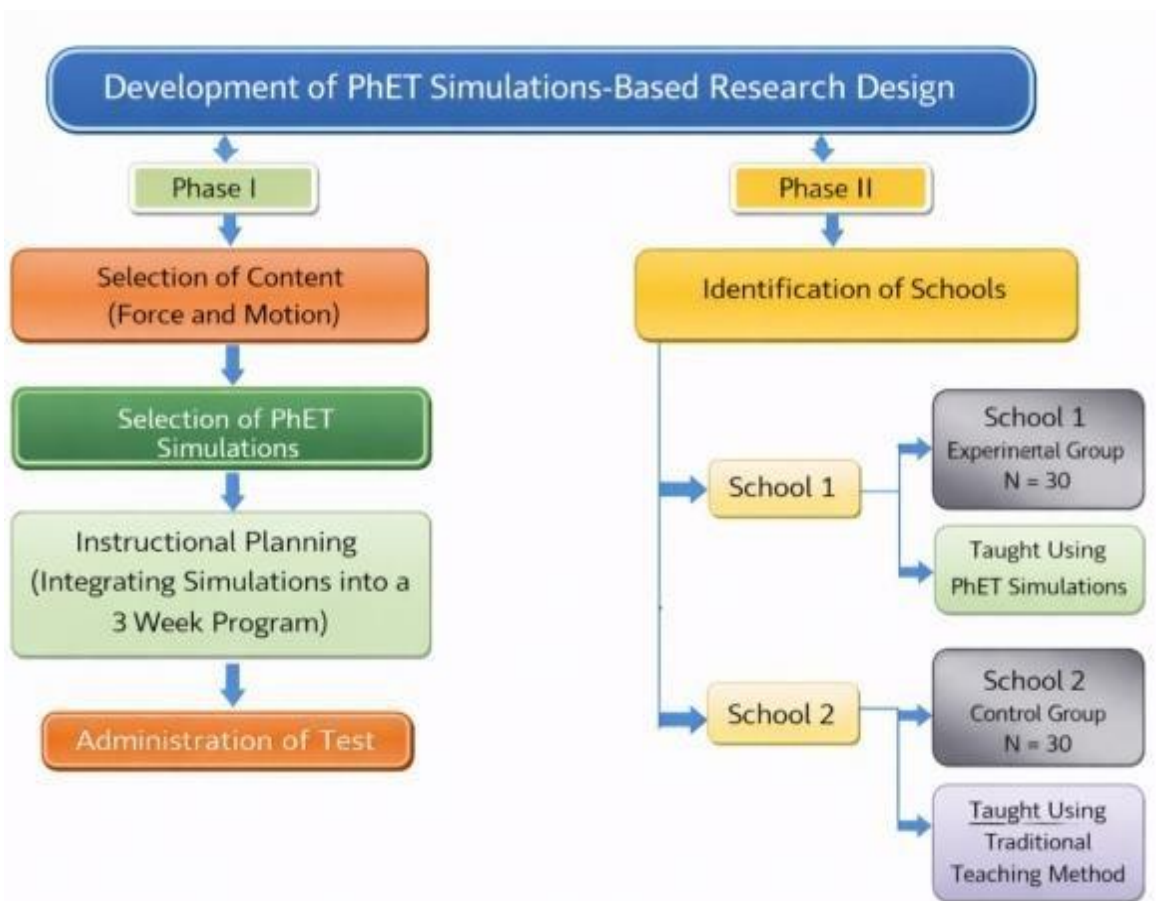 Development of PhET Simulations-Based Research Design
Phase I
Selection of Content
(Force and Motion)
Selection of PhET
Simulations
Instructional Planning
(Integrating Simulations into a
3 Week Program)
Administration of Test
Phase II
Identification of Schools
School 1
School 1
Experinertal Group
N = 30
Taught Using
PhET Simulations
School 2
School 2
Control Group
N = 30
Taught Using
Traditional
Teaching Method